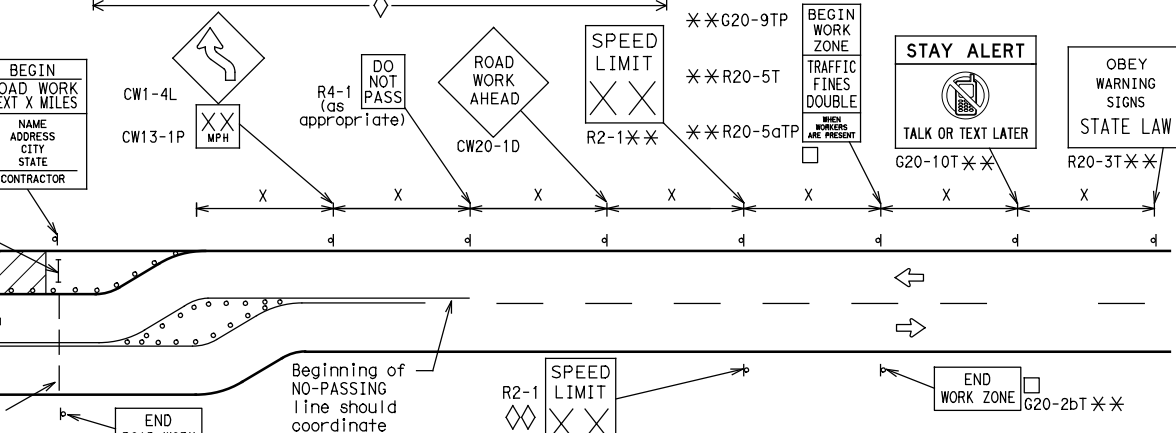 BEGIN
ROAD WORK
NEXT X MILES
NAME
ADDRESS
CITY
STATE
CONTRACTOR
CW1-4L
CW13-1P
XX
MPH
R4-1
(as
appropriate)
DO
NOT
PASS
ROAD
WORK
AHEAD
CW20-1D
SPEED
LIMIT
X X
R2-1**
**G20-9TP
**R20-5T
**R20-5aTP
BEGIN
WORK
ZONE
TRAFFIC
FINES
DOUBLE
WHEN
WORKERS
ARE PRESENT
STAY ALERT
TALK OR TEXT LATER
G20-10T**
OBEY
WARNING
SIGNS
STATE LAW
R20-3T**
X X X X X X X
Beginning of
NO-PASSING
line should
coordinate
R2-1
SPEED
LIMIT
X X
END
WORK ZONE
G20-2bT**
END
ROAD WORK